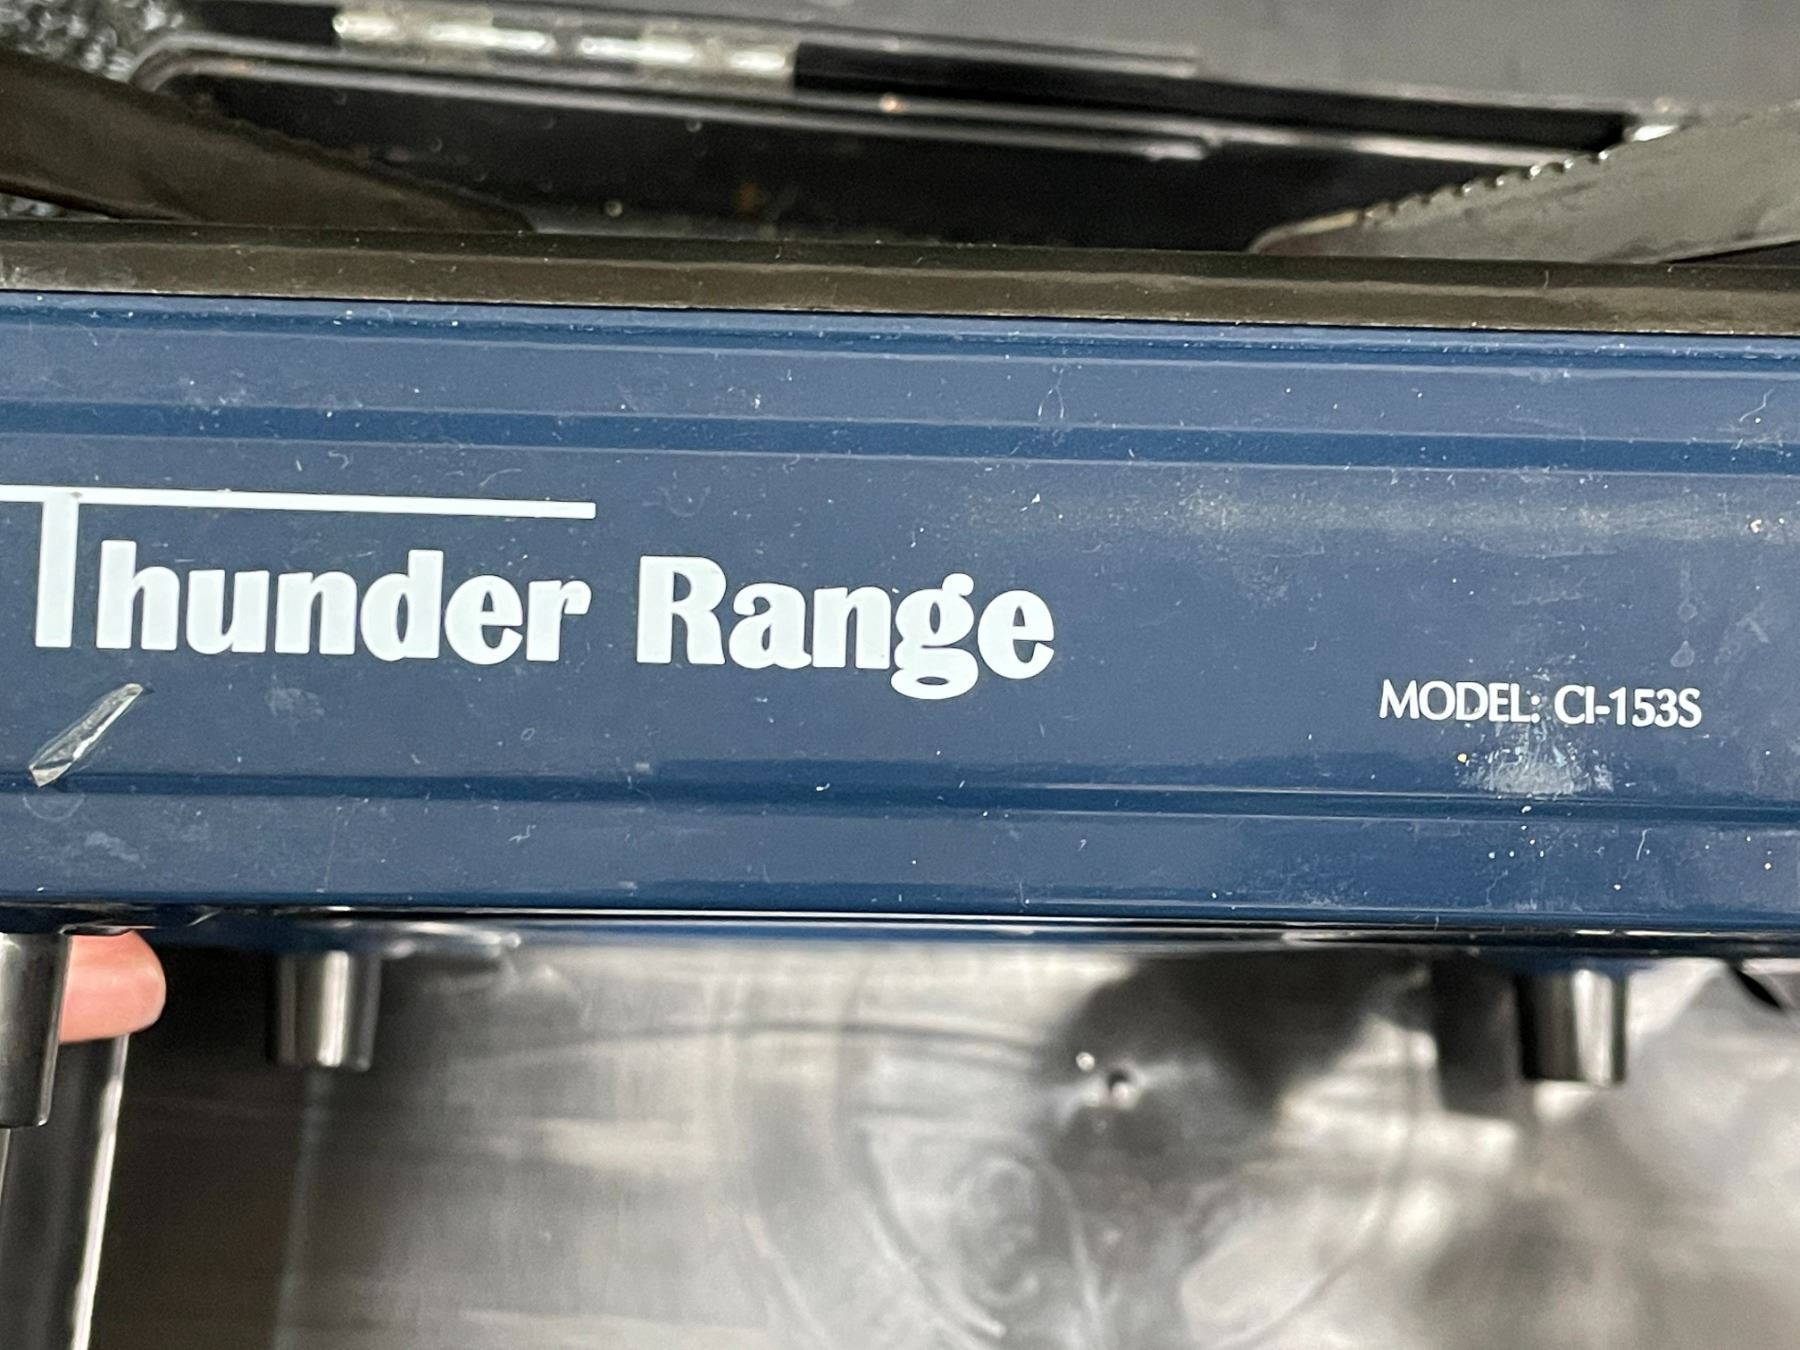 Thunder Range
MODEL: CI-153S